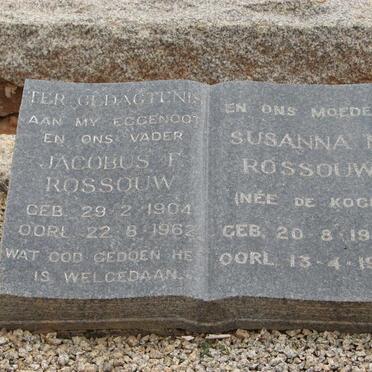 TER GEDAGTENIS
AAN MY EGGENOOT
EN ONS VADER
JACOBUS F.
ROSSOUW
GEB. 29·2·1904
OORL. 22·8·1962
WAT GOD GEDOEN HE
IS WELGEDAAN.
EN ONS MOEDE
SUSANNA
ROSSOUW
(NÉE DE KOC
GEB. 20·8·19
OORL. 13·4·19